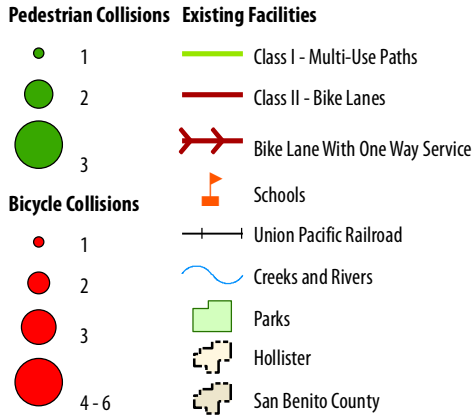 Pedestrian Collisions
1
2
3
Bicycle Collisions
1
2
3
4 - 6
Existing Facilities
Class I - Multi-Use Paths
Class II - Bike Lanes
Bike Lane With One Way Service
Schools
Union Pacific Railroad
Creeks and Rivers
Parks
Hollister
San Benito County